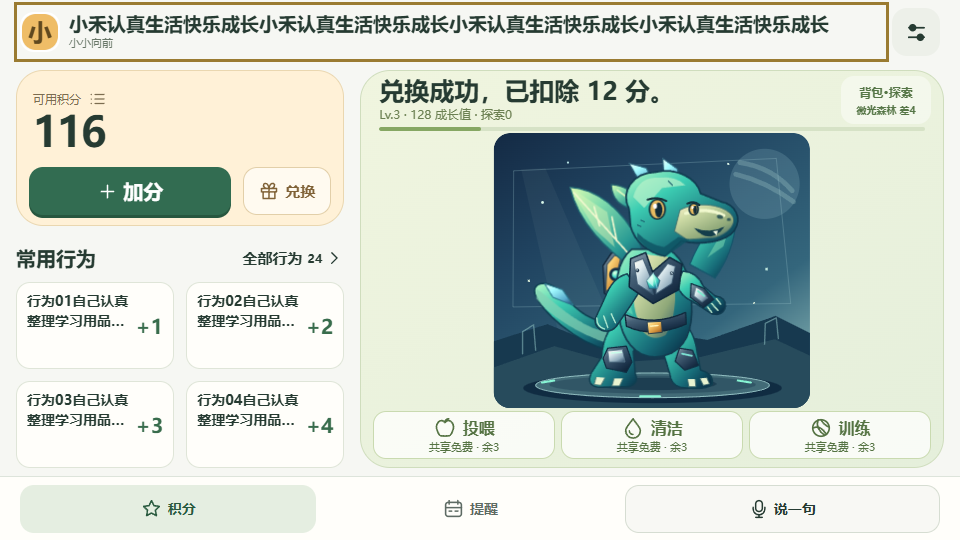 小
小禾认真生活快乐成长小禾认真生活快乐成长小禾认真生活快乐成长小禾认真生活快乐成长
小小向前
可用积分
116
+ 加分
兑换
常用行为
全部行为 24 >
行为01自己认真
整理学习用品...
+1
行为02自己认真
整理学习用品...
+2
行为03自己认真
整理学习用品...
+3
行为04自己认真
整理学习用品...
+4
兑换成功，已扣除 12 分。
Lv.3 · 128 成长值 · 探索0
背包•探索
微光森林 差4
投喂
共享免费 · 余3
清洁
共享免费 · 余3
训练
共享免费 · 余3
积分
提醒
说一句